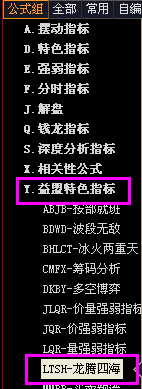 公式组 全部 常用 自编
A.摆动指标
D.特色指标
E.强弱指标
F.分时指标
J.解盘
Q.钱龙指标
S.深度分析指标
X.相关性公式
Y.益盟特色指标
ABJB-按部就班
BDWD-波段无敌
BHLCT-冰火两重天
CMFX-筹码分析
DKBY-多空博弈
JLQR-价量强弱指标
JQR-价强弱指标
LQR-量强弱指标
LTSH-龙腾四海